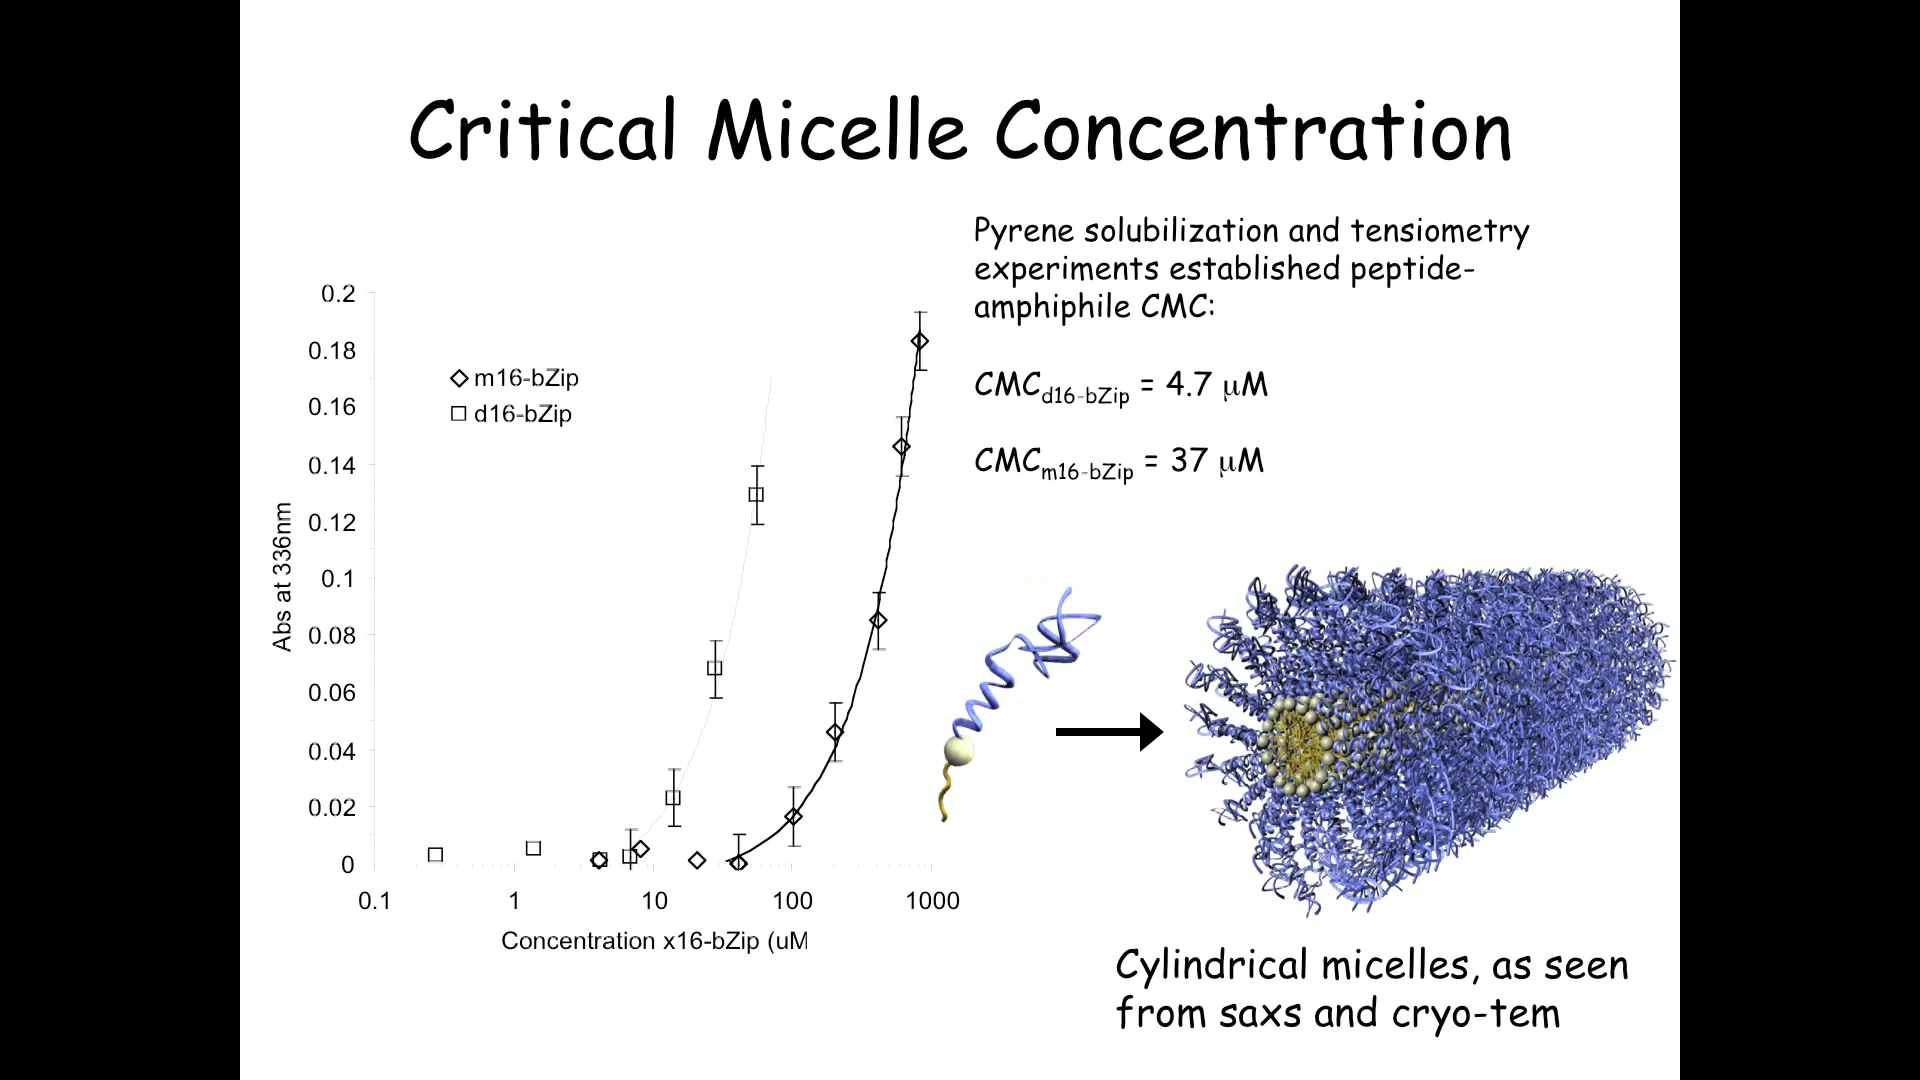 Critical Micelle Concentration
Pyrene solubilization and tensiometry
experiments established peptide-
amphiphile CMC:
CMCd16-bZip = 4.7 μM
CMCm16-bZip = 37 μM
0.2
0.18
0.16
0.14
0.12
0.1
0.08
0.06
0.04
0.02
0
Abs at 336nm
m16-bZip
d16-bZip
0.1 1 10 100 1000
Concentration x16-bZip (uM
Cylindrical micelles, as seen
from saxs and cryo-tem